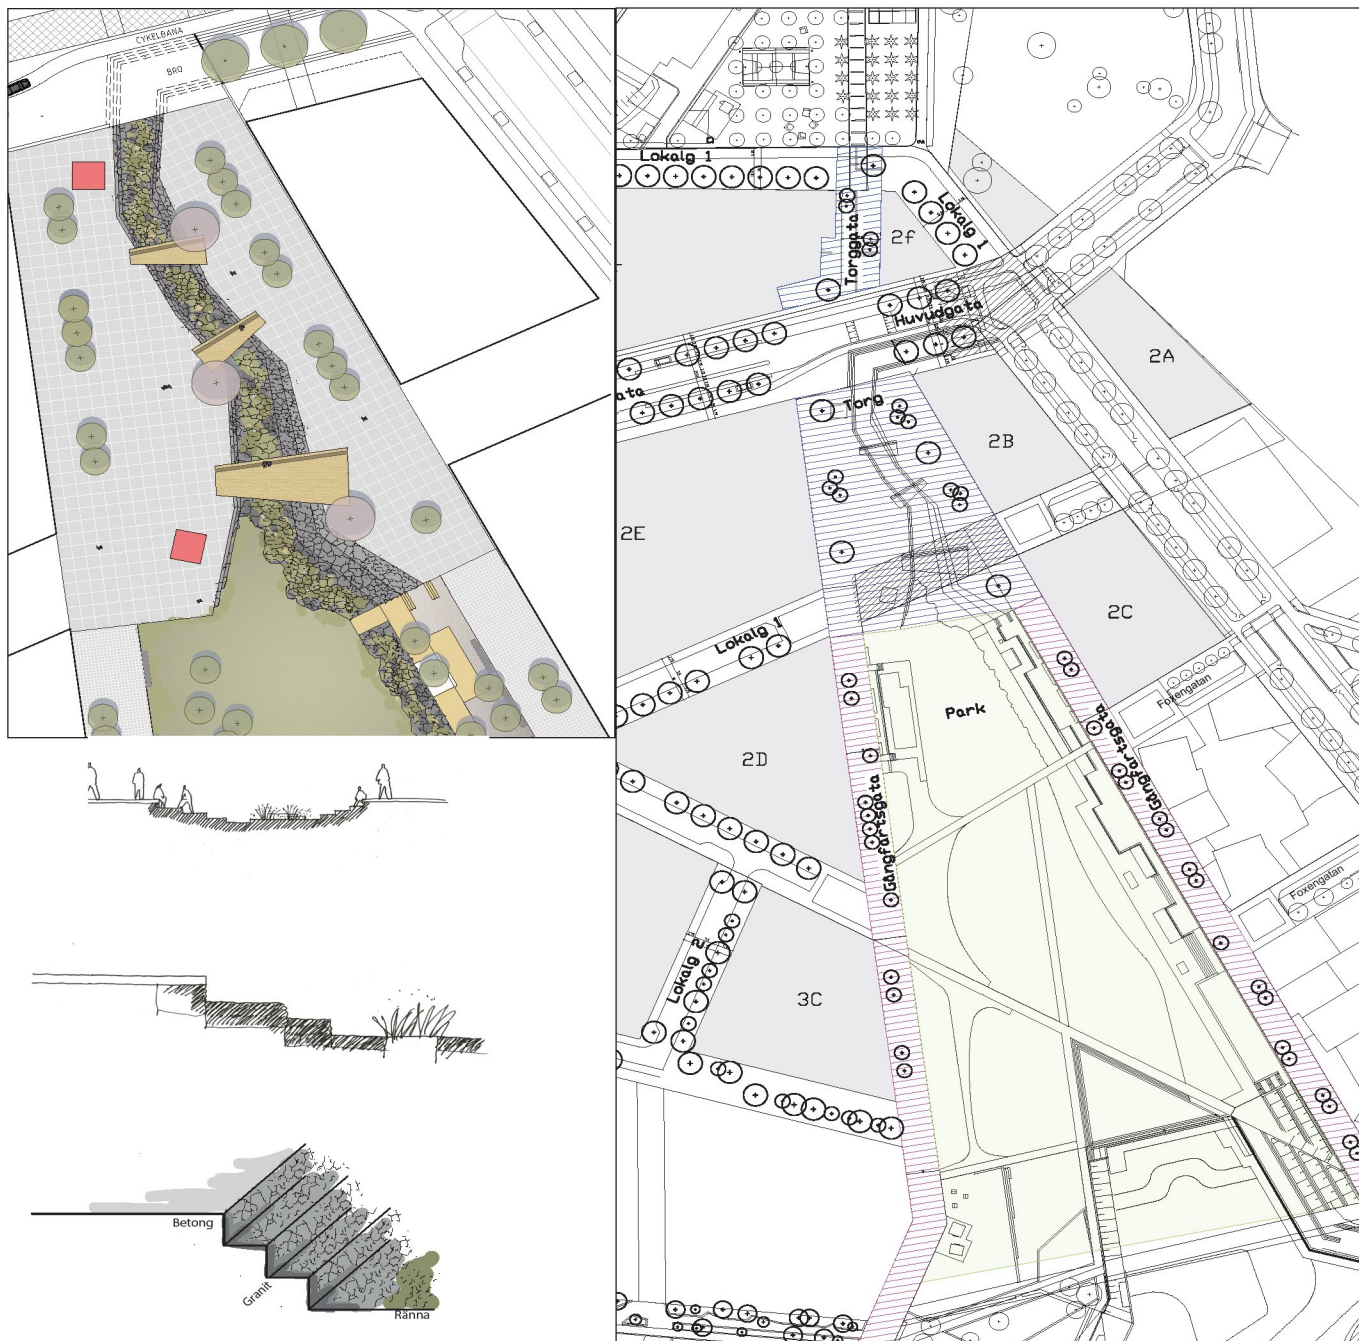 CYKELBANA
BRO
Betong
Granit
Ränna
Lokalg 1
Torggata
2f
Lokalg 1
Huvudgata
2A
ata
Torg
2B
2E
2C
Lokalg 1
Foxengatan
Park
Gångfartsgata
2D
Gångfartsgata
Foxengatan
Lokalg 2
3C